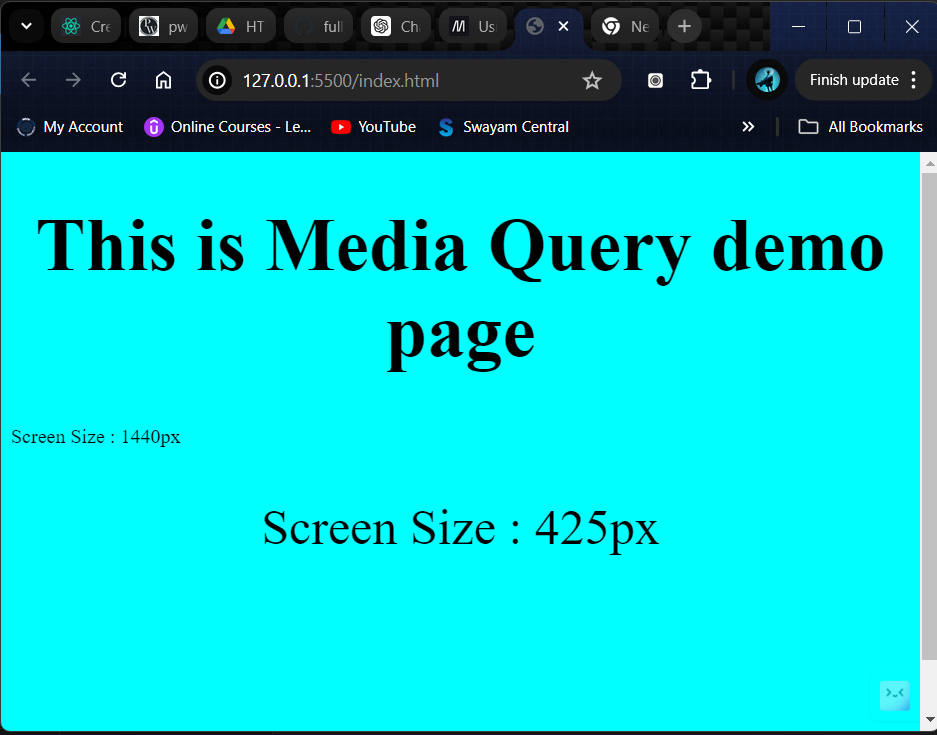 Cre
pw
HT
full
Ch
Us
Ne
127.0.0.1:5500/index.html
Finish update
My Account
Online Courses - Le...
YouTube
Swayam Central
All Bookmarks
This is Media Query demo
page
Screen Size : 1440px
Screen Size : 425px